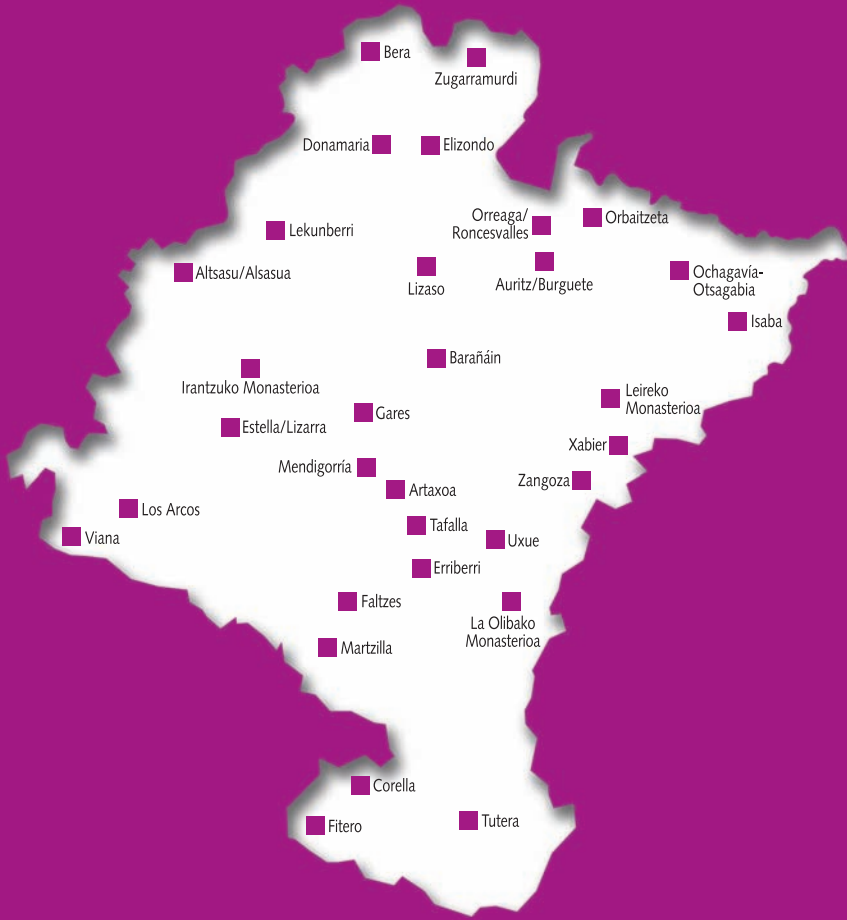 Bera
Zugarramurdi
Donamaria
Elizondo
Orreaga/
Roncesvalles
Orbaitzeta
Lekunberri
Altsasu/Alsasua
Lizaso
Auritz/Burguete
Ochagavía-
Otsagabia
Isaba
Barañáin
Irantzuko Monasterioa
Leireko
Monasterioa
Gares
Estella/Lizarra
Xabier
Mendigorría
Zangoza
Artaxoa
Los Arcos
Tafalla
Viana
Uxue
Erriberri
Faltzes
La Olibako
Monasterioa
Martzilla
Corella
Fitero
Tutera